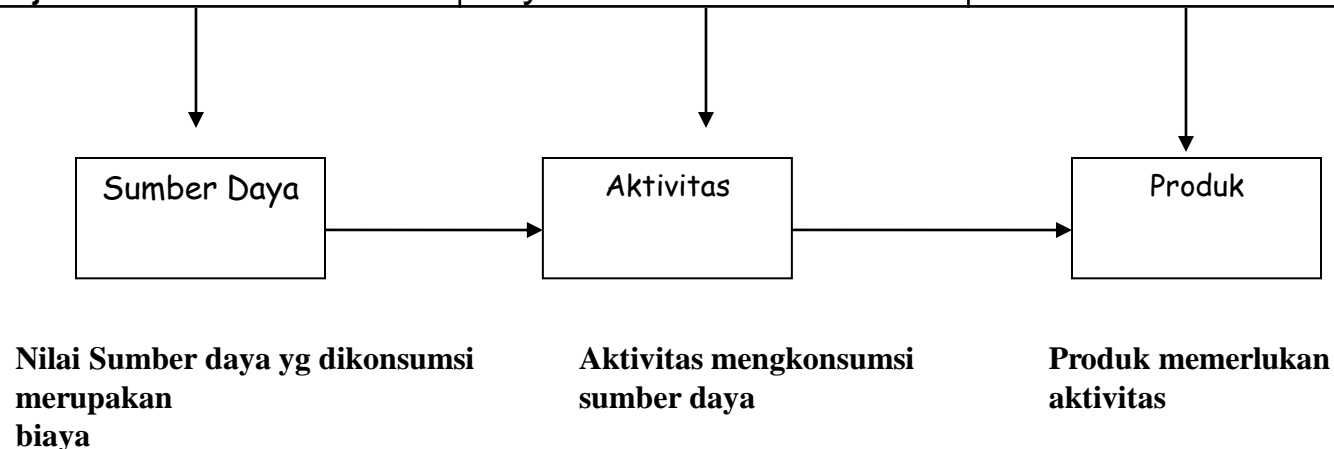 Sumber Daya
Aktivitas
Produk
Nilai Sumber daya yg dikonsumsi
merupakan
biaya
Aktivitas mengkonsumsi
sumber daya
Produk memerlukan
aktivitas